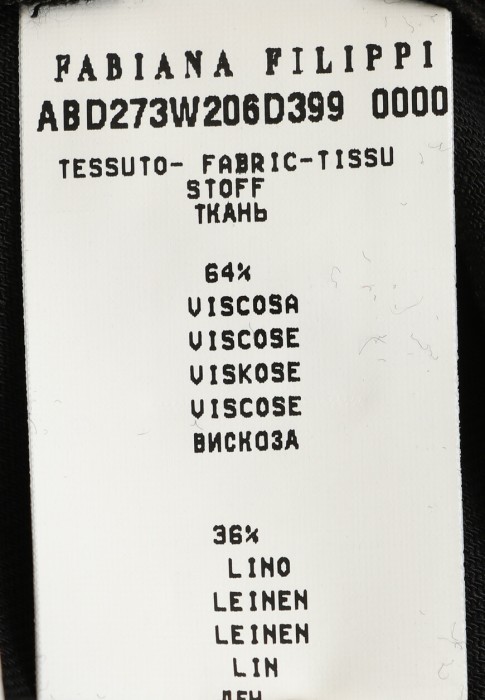 FABIANA FILIPPI
ABD273W206D399 0000
TESSUTO- FABRIC-TISSU
STOFF
ТКАНЬ
64%
VISCOSA
VISCOSE
VISKOSE
VISCOSE
ВИСКОЗА
36%
LINO
LEINEN
LEINEN
LIN
ЛЕН